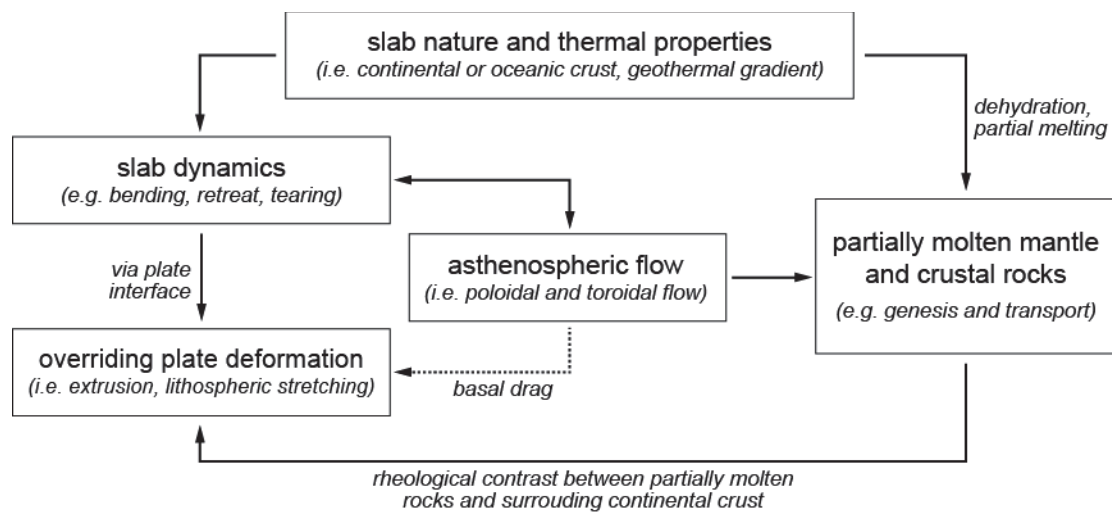 slab nature and thermal properties
(i.e. continental or oceanic crust, geothermal gradient)
dehydration,
partial melting
slab dynamics
(e.g. bending, retreat, tearing)
via plate
interface
asthenospheric flow
(i.e. poloidal and toroidal flow)
partially molten mantle
and crustal rocks
(e.g. genesis and transport)
overriding plate deformation
(i.e. extrusion, lithospheric stretching)
basal drag
rheological contrast between partially molten
rocks and surrouding continental crust